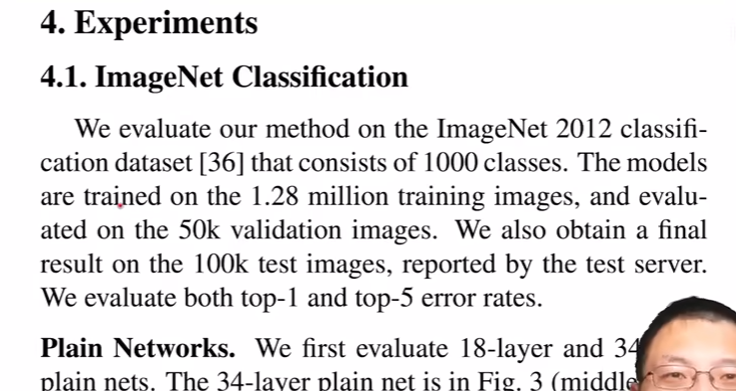 4. Experiments
4.1. ImageNet Classification
We evaluate our method on the ImageNet 2012 classifi-
cation dataset [36] that consists of 1000 classes. The models
are trained on the 1.28 million training images, and evalu-
ated on the 50k validation images. We also obtain a final
result on the 100k test images, reported by the test server.
We evaluate both top-1 and top-5 error rates.
Plain Networks. We first evaluate 18-layer and 34
plain nets. The 34-layer plain net is in Fig. 3 (middle